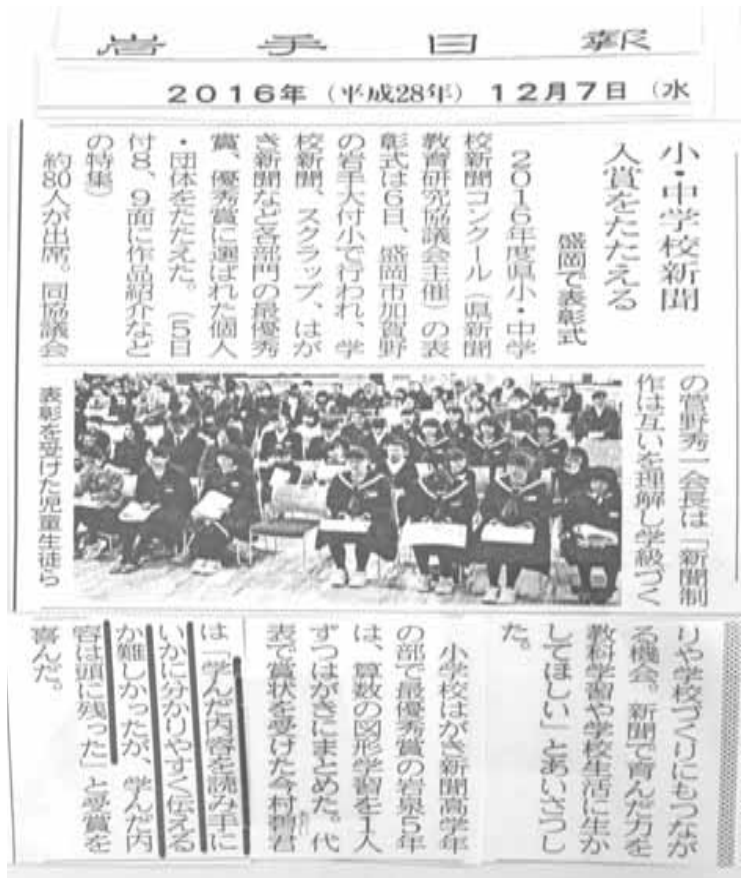 岩手日報
2016年（平成28年）12月7日（水
小・中学校新聞
入賞をたたえる
盛岡で表彰式
2016年度県小・中学
校新聞コンクール（県新聞
教育研究協議会主催）の表
彰式は6日、盛岡市加賀野
の岩手大付小で行われ、学
校新聞、スクラップ、はが
き新聞など各部門の最優秀
賞、優秀賞に選ばれた個人
・団体をたたえた。（5日
付8、9面に作品紹介など
の特集）
約80人が出席。同協議会
の菅野秀一会長は「新聞制
作は互いを理解し学級づく
りや学校づくりにもつなが
る機会。新聞で育んだ力を
教科学習や学校生活に生か
してほしい」とあいさつし
た。
小学校はがき新聞高学年
の部で最優秀賞の岩泉5年
は、算数の図形学習を1人
ずつはがきにまとめた。代
表で賞状を受けた今村君
は「学んだ内容を読み手に
いかに分かりやすく伝える
か難しかったが、学んだ内
容は頭に残った」と受賞を
喜んだ。
表彰を受けた児童生徒ら